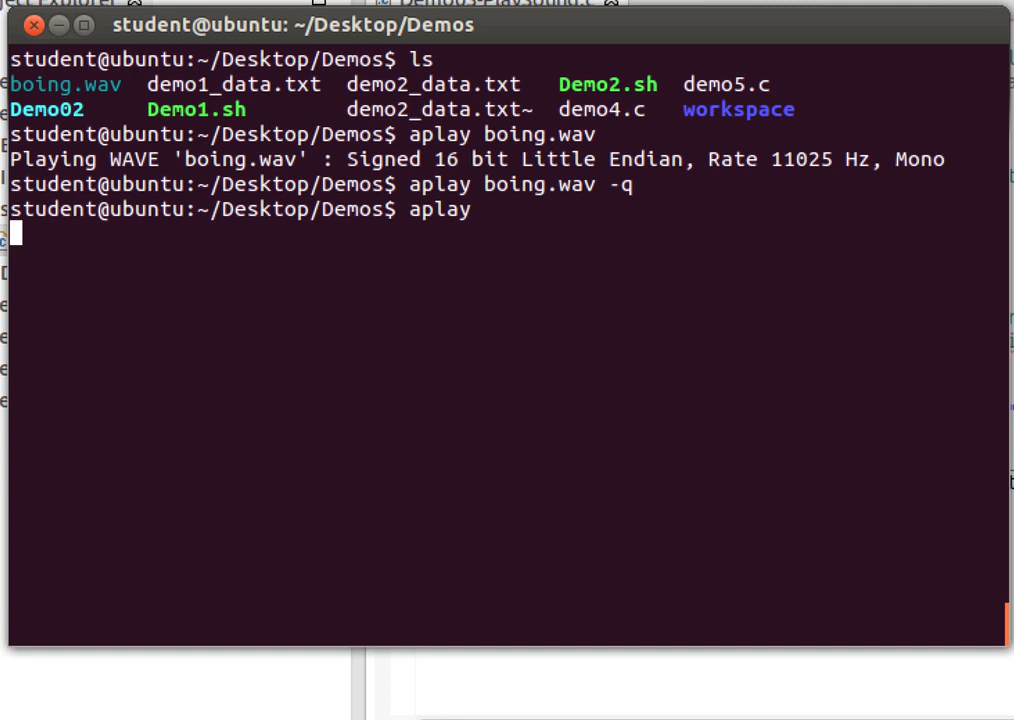 student@ubuntu: ~/Desktop/Demos
student@ubuntu:~/Desktop/Demos$ ls
boing.wav demo1_data.txt demo2_data.txt Demo2.sh demo5.c
Demo02 Demo1.sh demo2_data.txt~ demo4.c workspace
student@ubuntu:~/Desktop/Demos$ aplay boing.wav
Playing WAVE 'boing.wav' : Signed 16 bit Little Endian, Rate 11025 Hz, Mono
student@ubuntu:~/Desktop/Demos$ aplay boing.wav -q
student@ubuntu:~/Desktop/Demos$ aplay